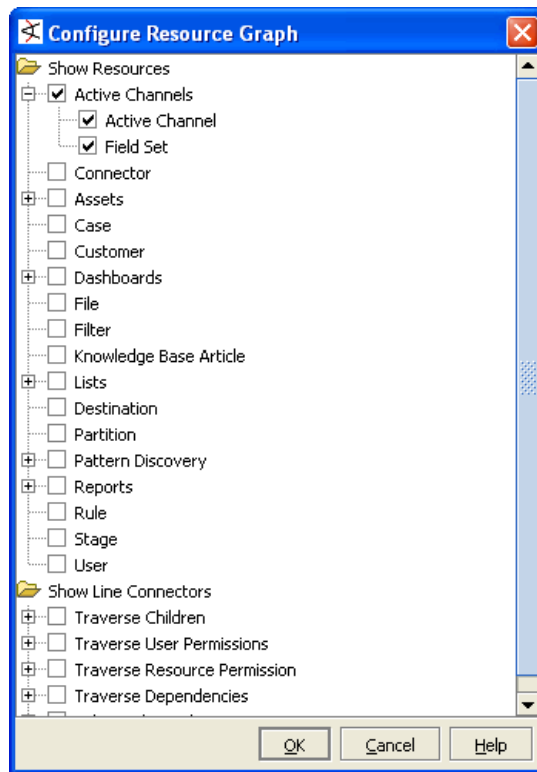 Configure Resource Graph
Show Resources
Active Channels
Active Channel
Field Set
Connector
Assets
Case
Customer
Dashboards
File
Filter
Knowledge Base Article
Lists
Destination
Partition
Pattern Discovery
Reports
Rule
Stage
User
Show Line Connectors
Traverse Children
Traverse User Permissions
Traverse Resource Permission
Traverse Dependencies
OK Cancel Help